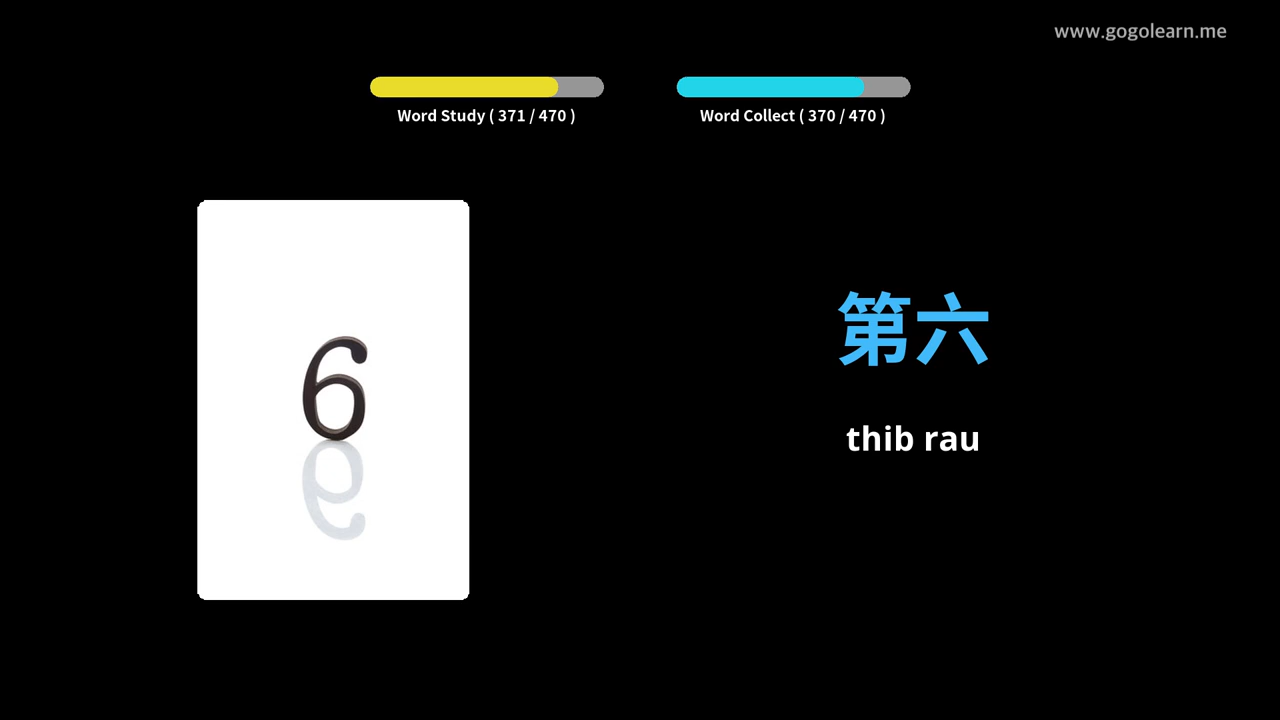 www.gogolearn.me
Word Study ( 371 / 470 )
Word Collect ( 370 / 470 )
6
第六
thib rau